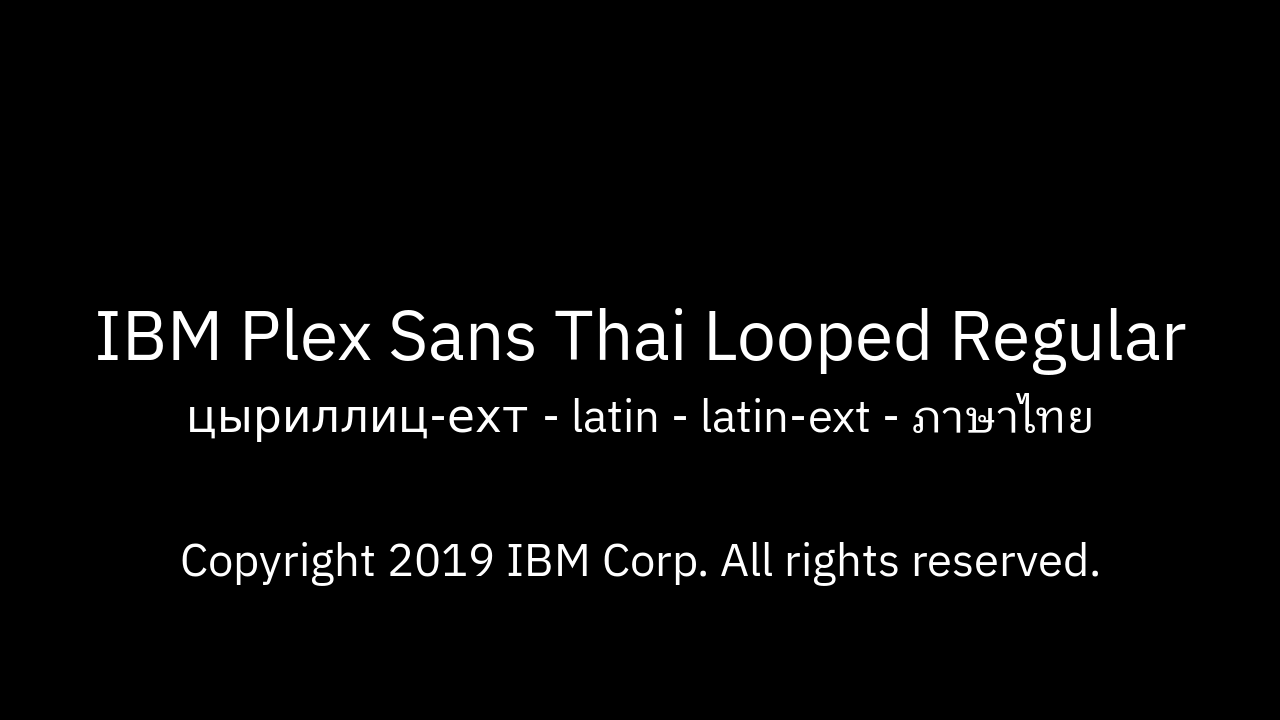 IBM Plex Sans Thai Looped Regular
цыриллиц-ехт - latin - latin-ext - ภาษาไทย
Copyright 2019 IBM Corp. All rights reserved.